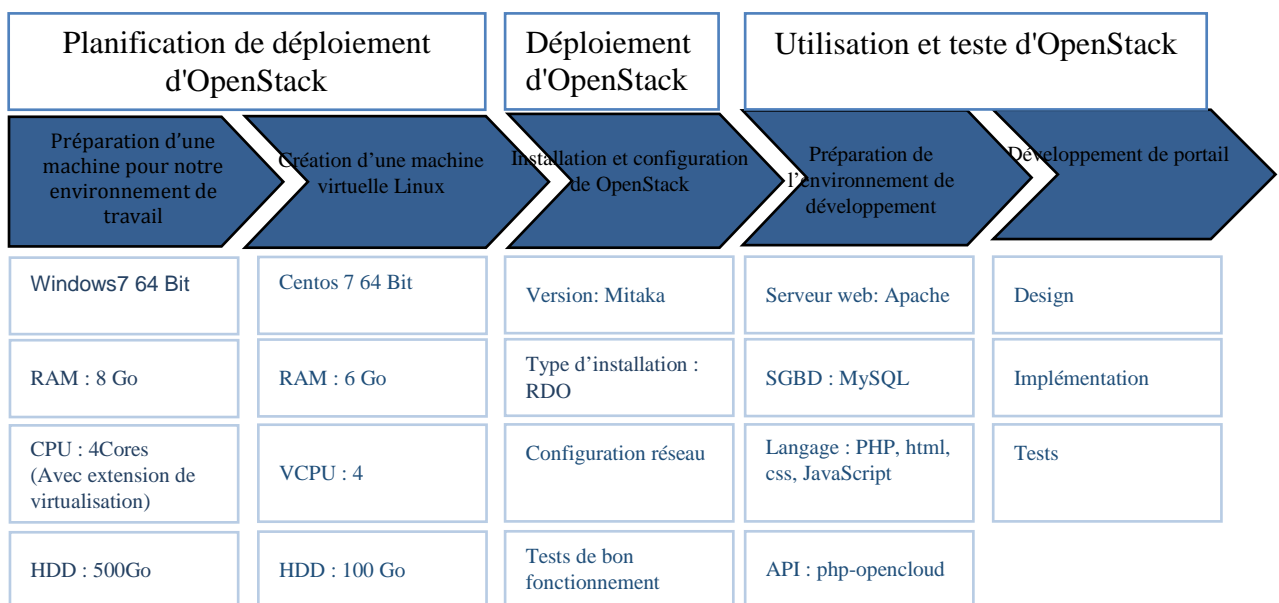 Planification de déploiement
d'OpenStack
Déploiement
d'OpenStack
Utilisation et teste d'OpenStack
Préparation d'une
machine pour notre
environnement de
travail
Création d'une machine
virtuelle Linux
Installation et configuration
de OpenStack
Préparation de
l'environnement de
développement
Développement de portail
Windows7 64 Bit
Centos 7 64 Bit
Version: Mitaka
Serveur web: Apache
Design
RAM : 8 Go
RAM : 6 Go
Type d'installation :
RDO
SGBD : MySQL
Implémentation
CPU : 4Cores
(Avec extension de
virtualisation)
VCPU : 4
Configuration réseau
Langage : PHP, html,
css, JavaScript
Tests
HDD : 500Go
HDD : 100 Go
Tests de bon
fonctionnement
API : php-opencloud